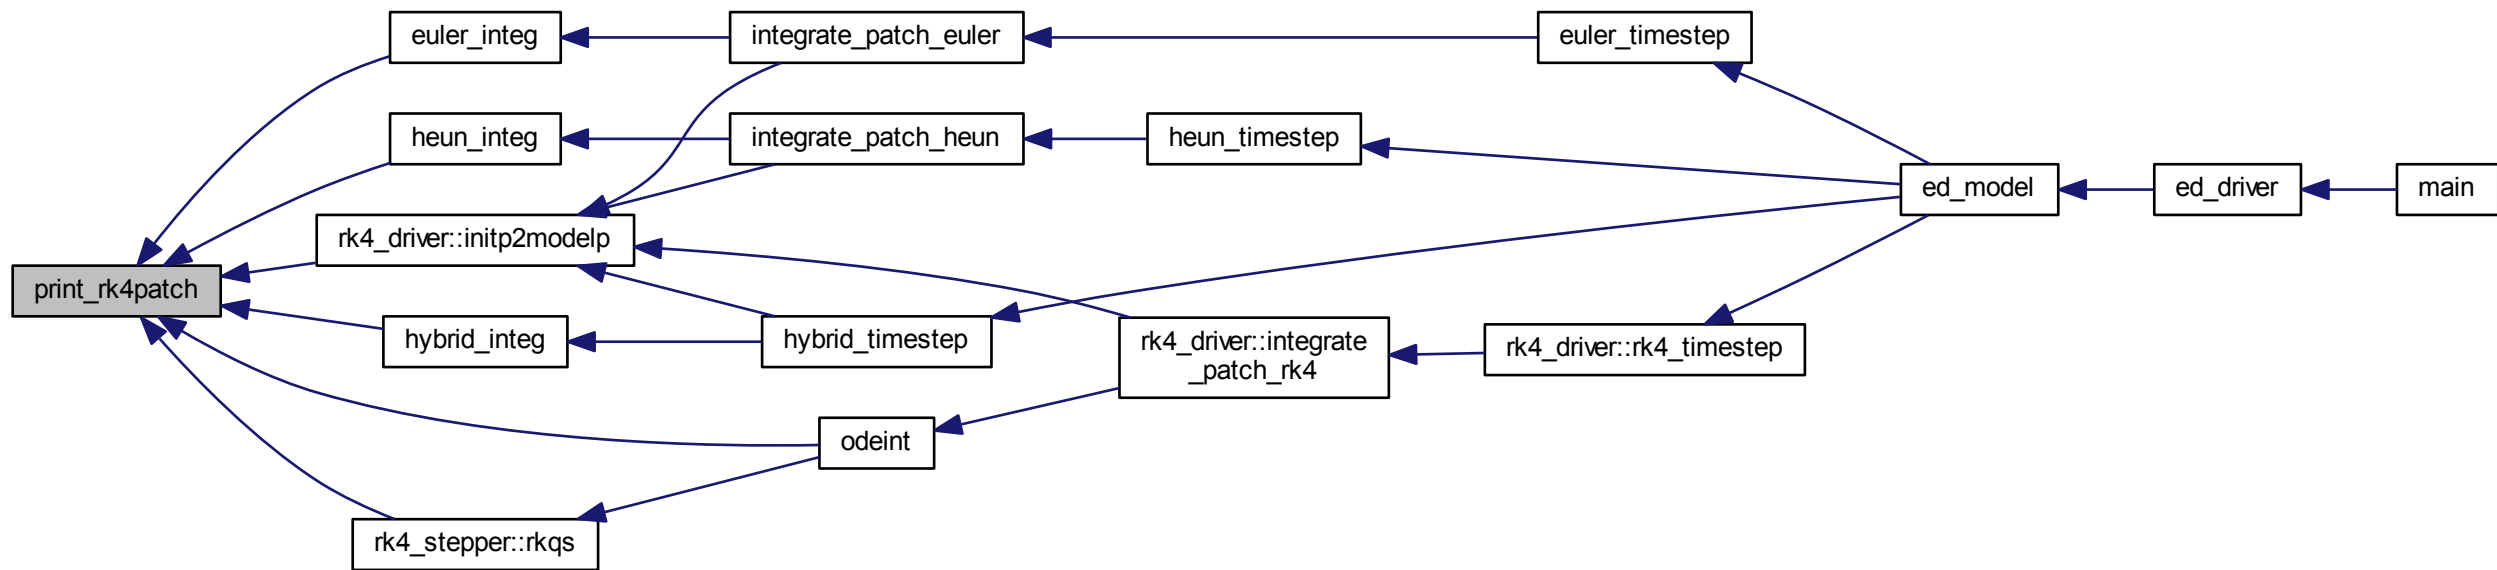 euler_integ
integrate_patch_euler
euler_timestep
heun_integ
integrate_patch_heun
heun_timestep
ed_model
ed_driver
main
rk4_driver::initp2modelp
print_rk4patch
hybrid_integ
hybrid_timestep
rk4_driver::integrate
_patch_rk4
rk4_driver::rk4_timestep
odeint
rk4_stepper::rkqs